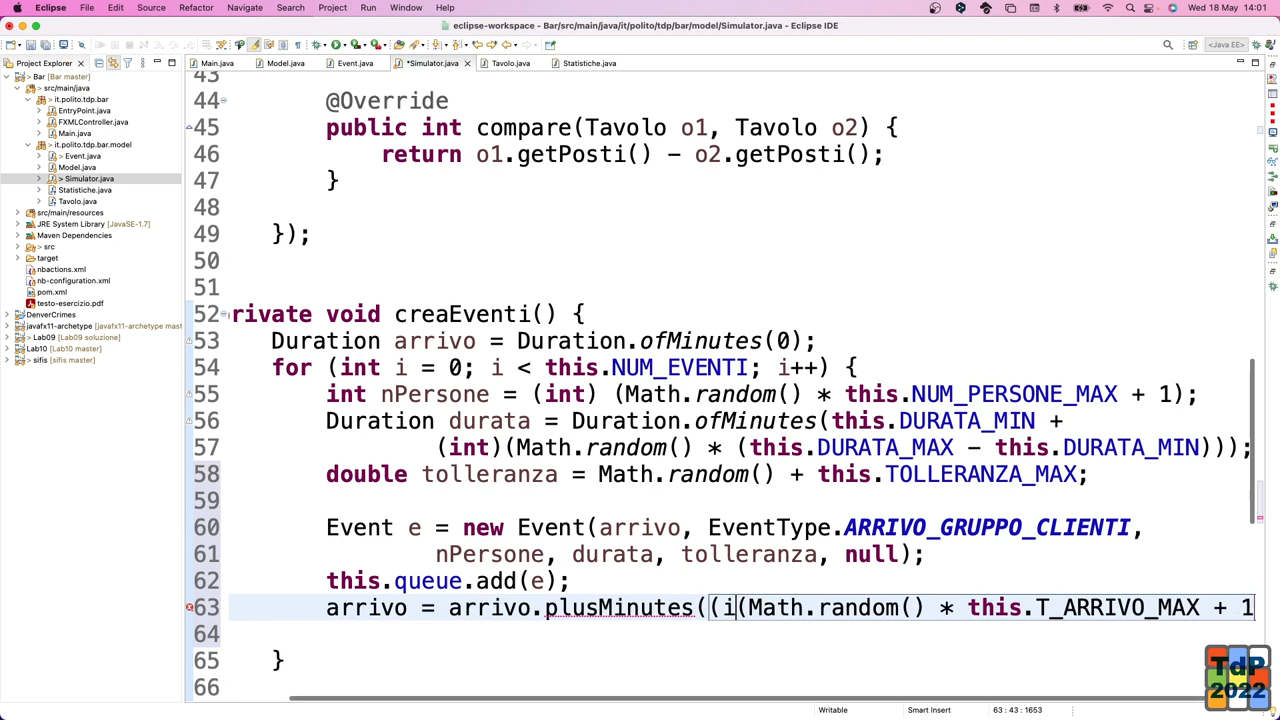 Eclipse File Edit Source Refactor Navigate Search Project Run Window Help Wed 18 May 14:01
eclipse-workspace - Bar/src/main/java/it/polito/tdp/bar/model/Simulator.java - Eclipse IDE
<Java EE>
Project Explorer
Main.java Model.java Event.java *Simulator.java Tavolo.java Statistiche.java
> Bar [Bar master]
> src/main/java
> it.polito.tdp.bar
EntryPoint.java
FXMLController.java
Main.java
> it.polito.tdp.bar.model
> Event.java
Model.java
> Simulator.java
Statistiche.java
Tavolo.java
src/main/resources
JRE System Library [JavaSE-1.7]
Maven Dependencies
> src
target
nbactions.xml
nb-configuration.xml
pom.xml
testo-esercizio.pdf
DenverCrimes
javafx11-archetype [javafx11-archetype mast
> Lab09 [Lab09 soluzione]
Lab10 [Lab10 master]
sifis [sifis master]
43
44 @Override
45 public int compare(Tavolo o1, Tavolo o2) {
46 return o1.getPosti() - o2.getPosti();
47 }
48
49 });
50
51
52 rivate void creaEventi() {
53 Duration arrivo = Duration.ofMinutes(0);
54 for (int i = 0; i < this.NUM_EVENTI; i++) {
55 int nPersone = (int) (Math.random() * this.NUM_PERSONE_MAX + 1);
56 Duration durata = Duration.ofMinutes(this.DURATA_MIN +
57 (int)(Math.random() * (this.DURATA_MAX - this.DURATA_MIN)));
58 double tolleranza = Math.random() + this.TOLLERANZA_MAX;
59
60 Event e = new Event(arrivo, EventType.ARRIVO_GRUPPO_CLIENTI,
61 nPersone, durata, tolleranza, null);
62 this.queue.add(e);
63 arrivo = arrivo.plusMinutes((i(Math.random() * this.T_ARRIVO_MAX + 1
64
65 }
66
Writable Smart Insert 63 : 43 : 1653
TdP
2022